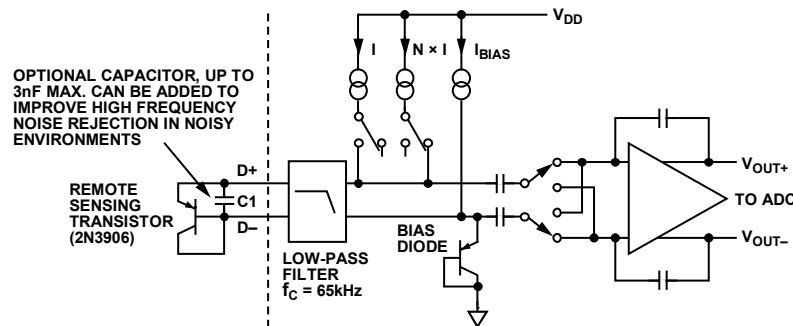 V_DD
I
N × I
I_BIAS
OPTIONAL CAPACITOR, UP TO
3nF MAX. CAN BE ADDED TO
IMPROVE HIGH FREQUENCY
NOISE REJECTION IN NOISY
ENVIRONMENTS
D+
C1
D–
REMOTE
SENSING
TRANSISTOR
(2N3906)
LOW-PASS
FILTER
f_C = 65kHz
BIAS
DIODE
V_OUT+
TO ADC
V_OUT–